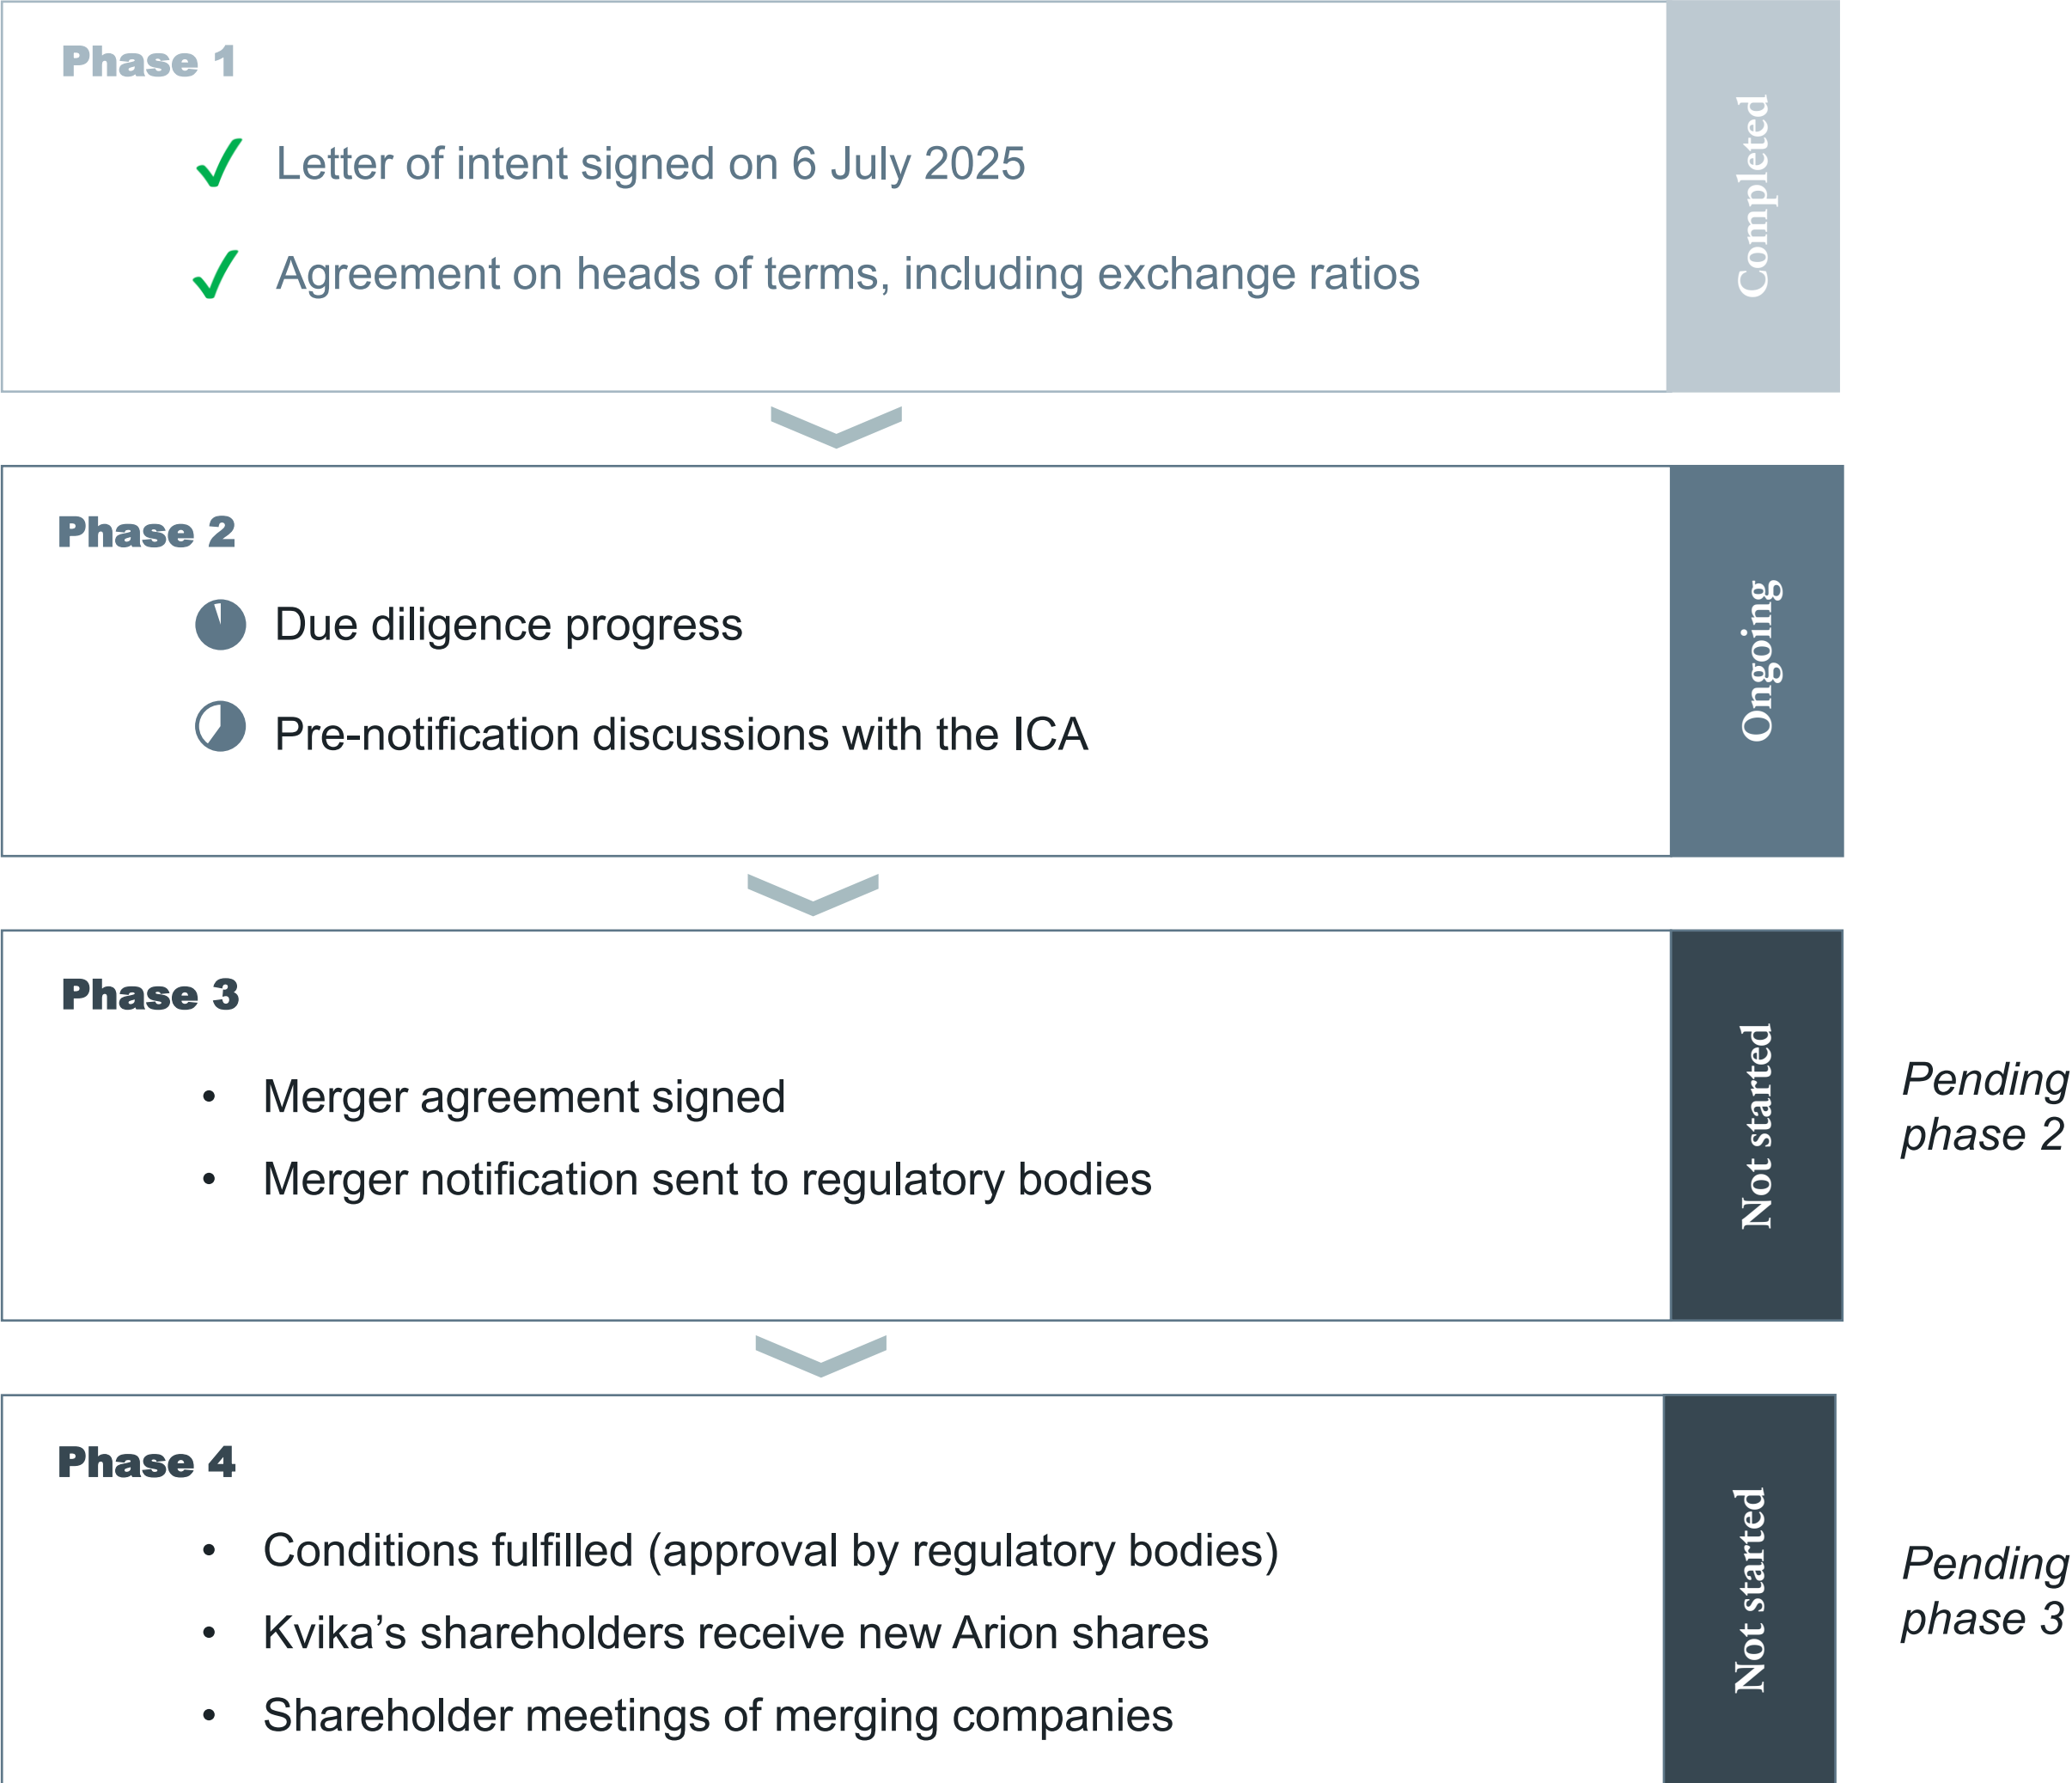 Phase 1
Letter of intent signed on 6 July 2025
Agreement on heads of terms, including exchange ratios
Completed
Phase 2
Due diligence progress
Pre-notification discussions with the ICA
Ongoing
Phase 3
• Merger agreement signed
• Merger notification sent to regulatory bodies
Not started
Pending
phase 2
Phase 4
• Conditions fulfilled (approval by regulatory bodies)
• Kvika’s shareholders receive new Arion shares
• Shareholder meetings of merging companies
Not started
Pending
phase 3